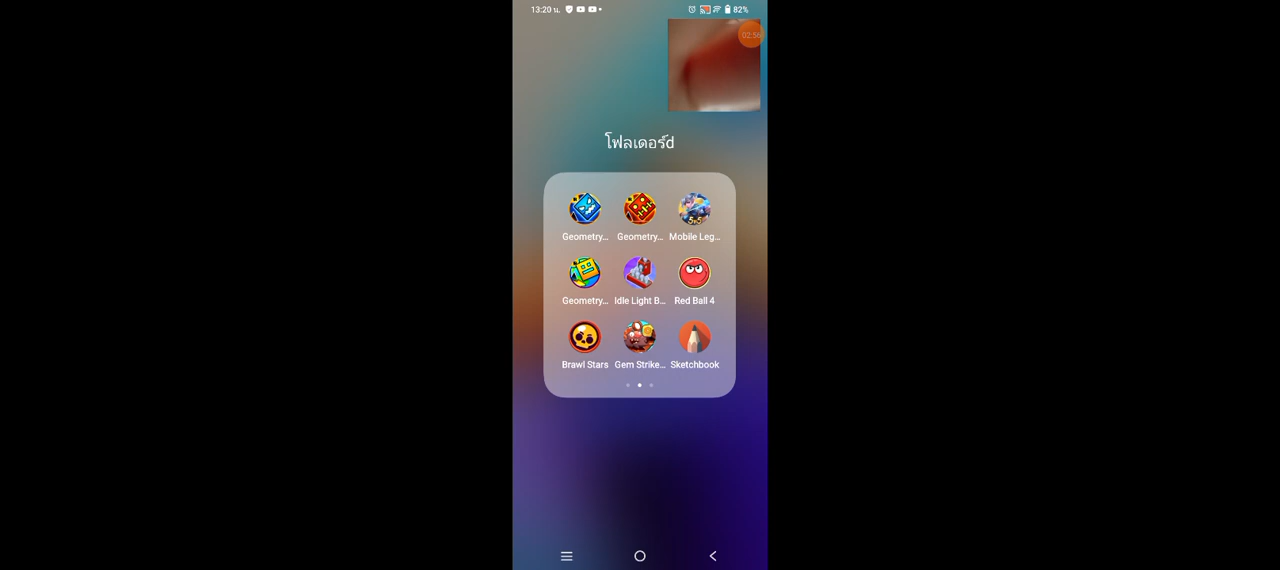 13:20 น.
82%
02:56
โฟลเดอร์d
Geometry...
Geometry...
Mobile Leg...
5v5
Geometry...
Idle Light B...
Red Ball 4
Brawl Stars
Gem Strike...
Sketchbook